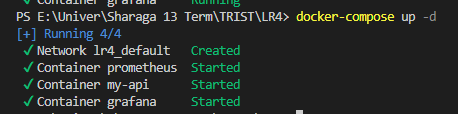 ✓ Container grafana Running
PS E:\Univer\Sharaga 13 Term\TRIST\LR4> docker-compose up -d
[+] Running 4/4
✓ Network lr4_default Created
✓ Container prometheus Started
✓ Container my-api Started
✓ Container grafana Started